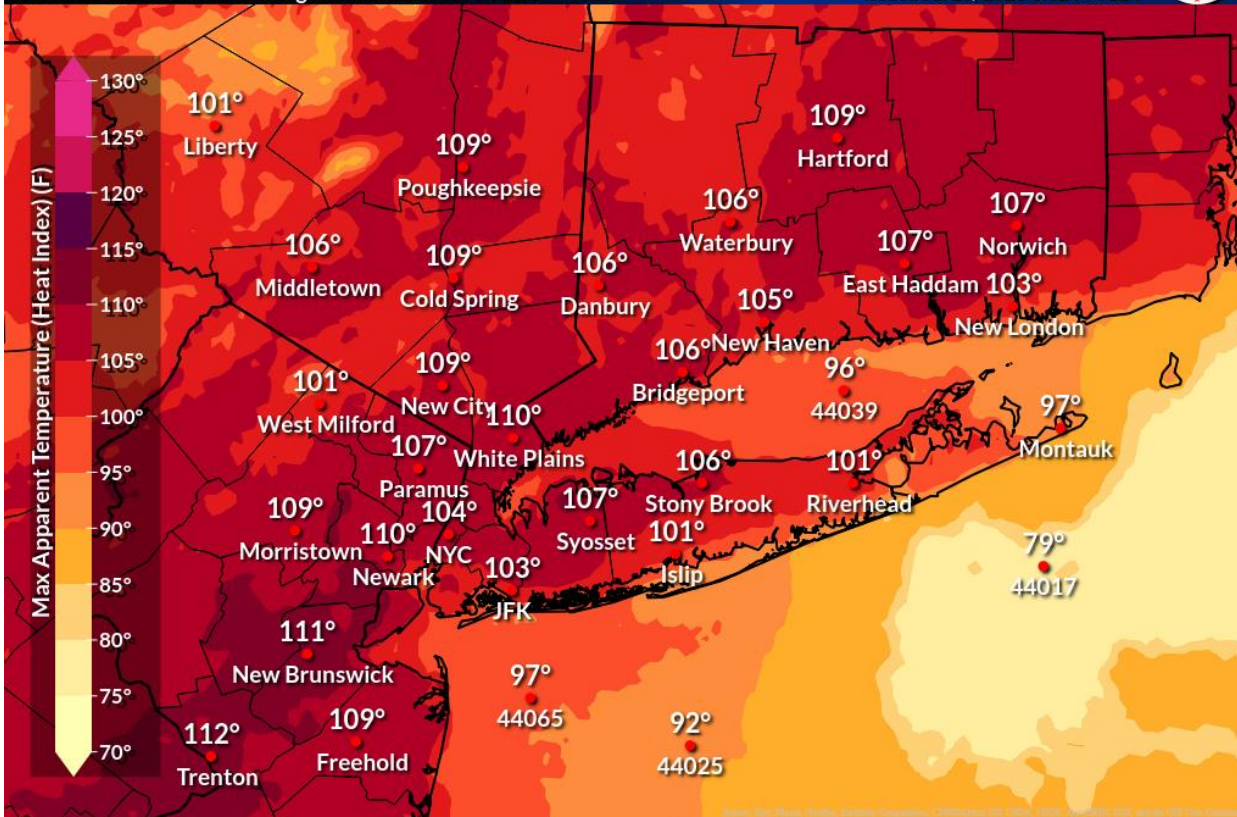 Max Apparent Temperature (Heat Index) (F)
130°
125°
120°
115°
110°
105°
100°
95°
90°
85°
80°
75°
70°
101°
Liberty
109°
Poughkeepsie
109°
Hartford
106°
Waterbury
107°
Norwich
107°
East Haddam
106°
Middletown
109°
Cold Spring
106°
Danbury
103°
New London
105°
New Haven
106°
Bridgeport
96°
44039
101°
West Milford
109°
New City
110°
White Plains
97°
Montauk
107°
Paramus
106°
Stony Brook
101°
Riverhead
109°
Morristown
110°
Newark
104°
NYC
107°
Syosset
101°
Islip
103°
JFK
79°
44017
111°
New Brunswick
97°
44065
92°
44025
112°
Trenton
109°
Freehold